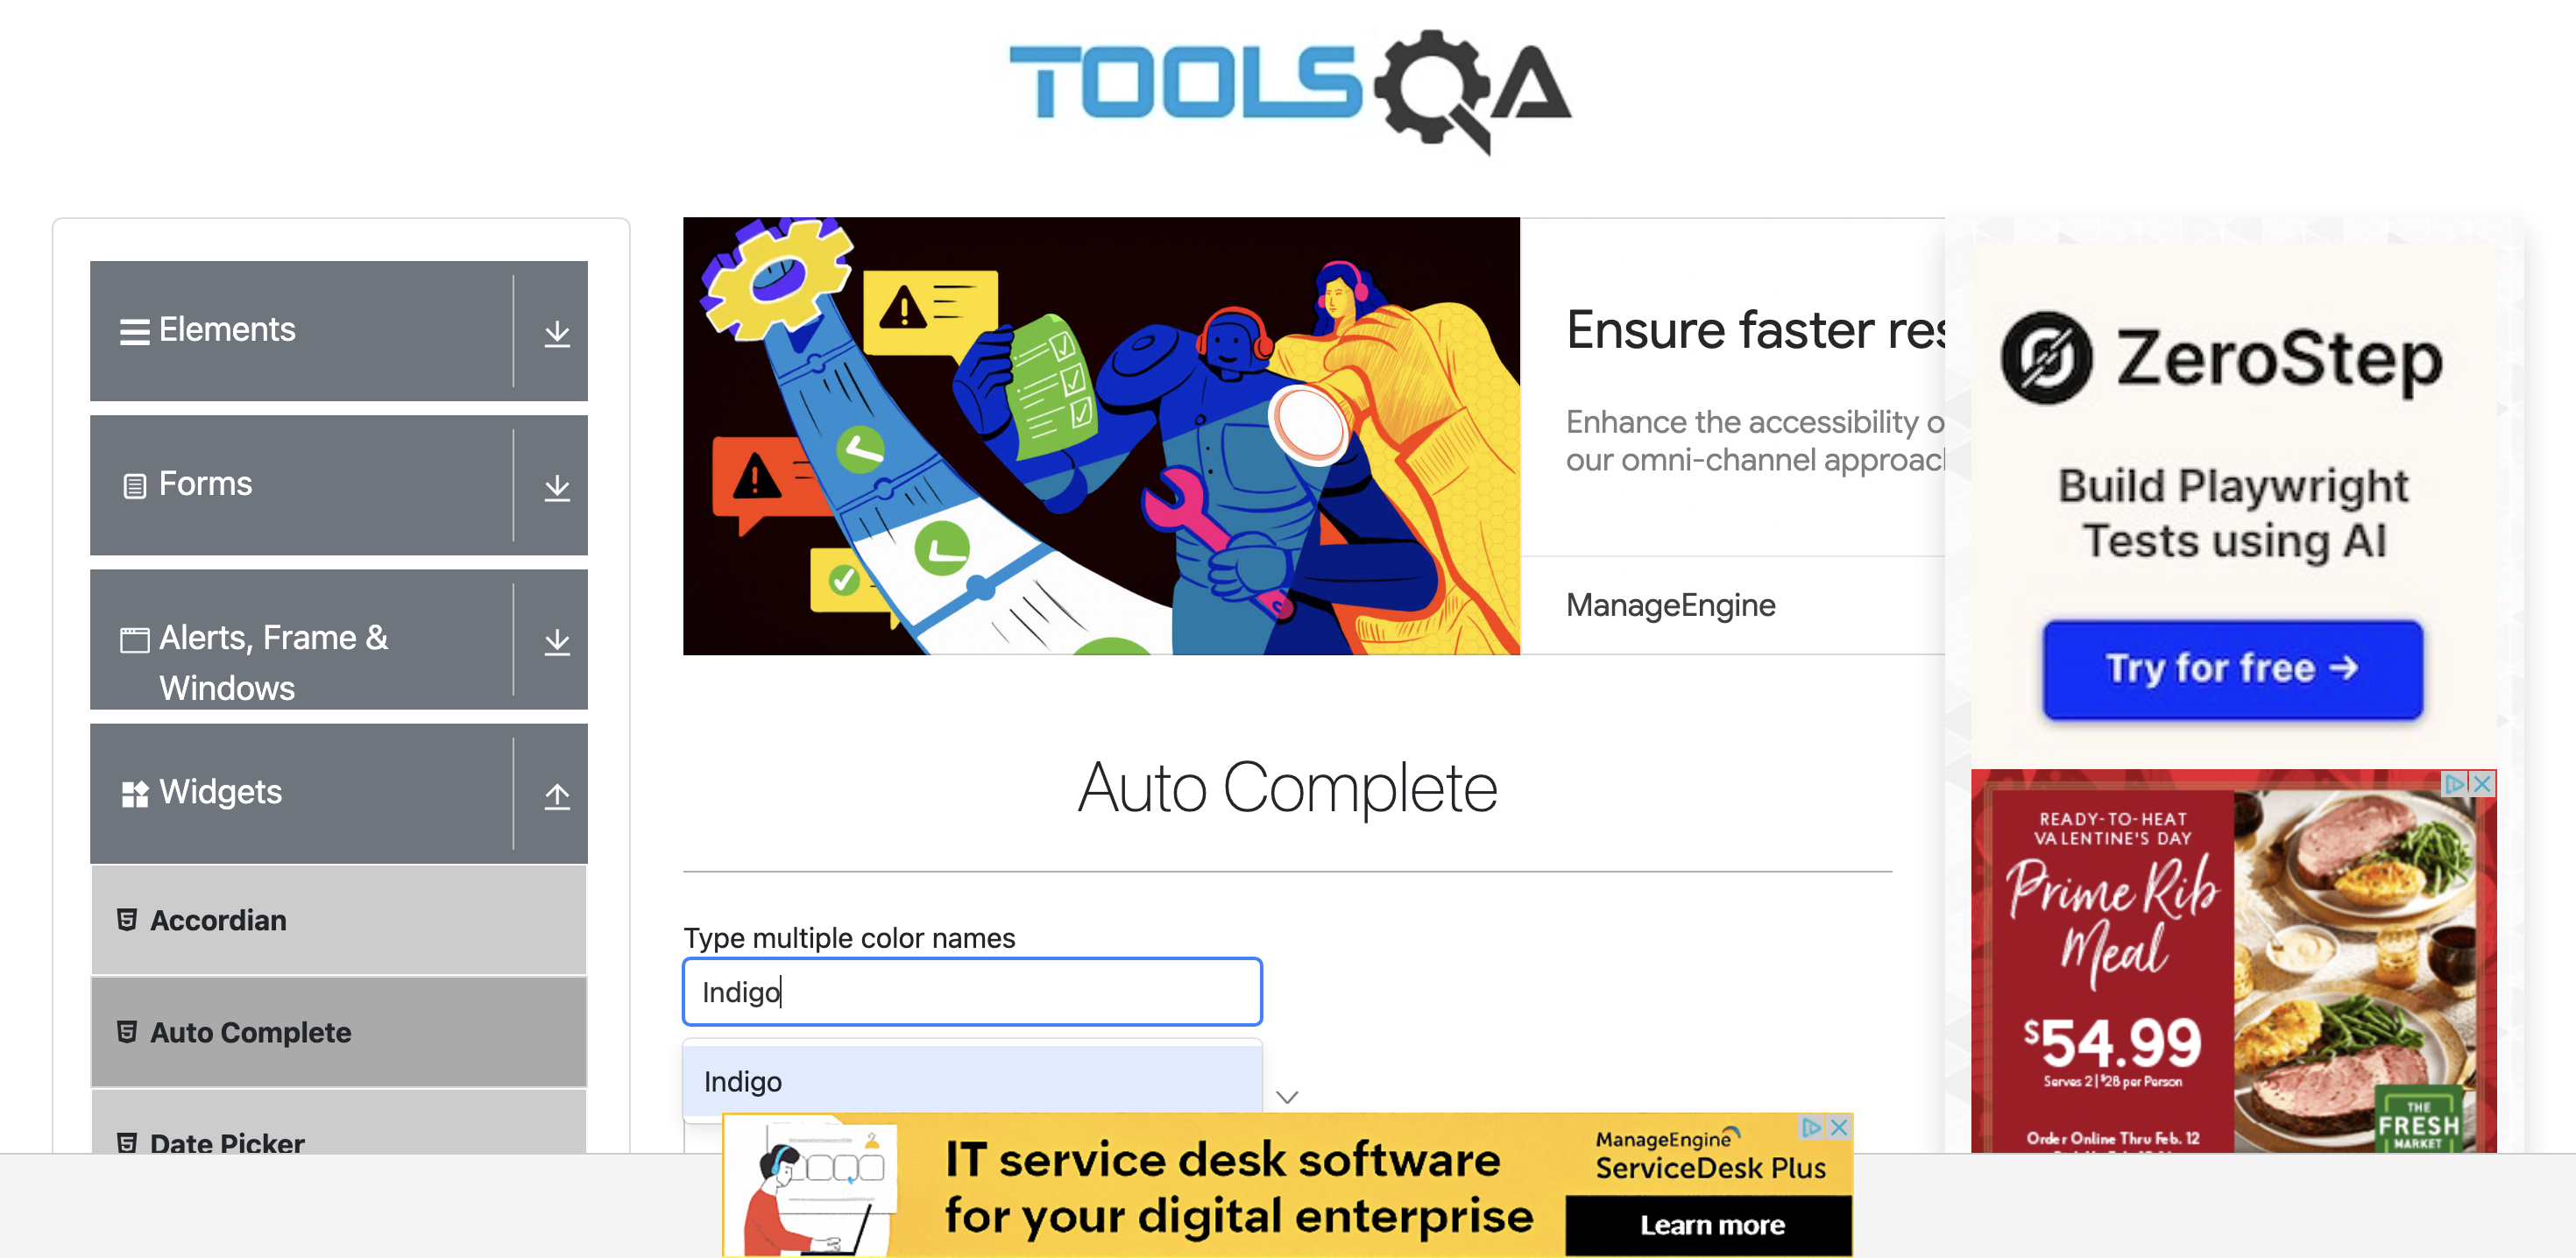 TOOLSQA
Elements
Forms
Alerts, Frame &
Windows
Widgets
Accordian
Auto Complete
Date Picker
Ensure faster res
Enhance the accessibility o
our omni-channel approac
ManageEngine
Auto Complete
Type multiple color names
Indigo
Indigo
ZeroStep
Build Playwright
Tests using AI
Try for free →
READY-TO-HEAT
VALENTINE'S DAY
Prime Rib
Meal
$54.99
Serves 2 | $28 per Person
Order Online Thru Feb. 12
THE
FRESH
MARKET
IT service desk software
for your digital enterprise
ManageEngine
ServiceDesk Plus
Learn more